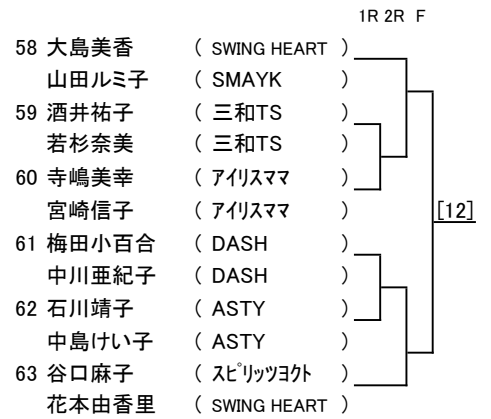 1R 2R F
58 大島美香 ( SWING HEART )
山田ルミ子 ( SMAYK )
59 酒井祐子 ( 三和TS )
若杉奈美 ( 三和TS )
60 寺嶋美幸 ( ｱｲﾘｽﾏﾏ )
宮崎信子 ( ｱｲﾘｽﾏﾏ )
[12]
61 梅田小百合 ( DASH )
中川亜紀子 ( DASH )
62 石川靖子 ( ASTY )
中島けい子 ( ASTY )
63 谷口麻子 ( ｽﾋﾟﾘｯﾂﾖｸﾄ )
花本由香里 ( SWING HEART )